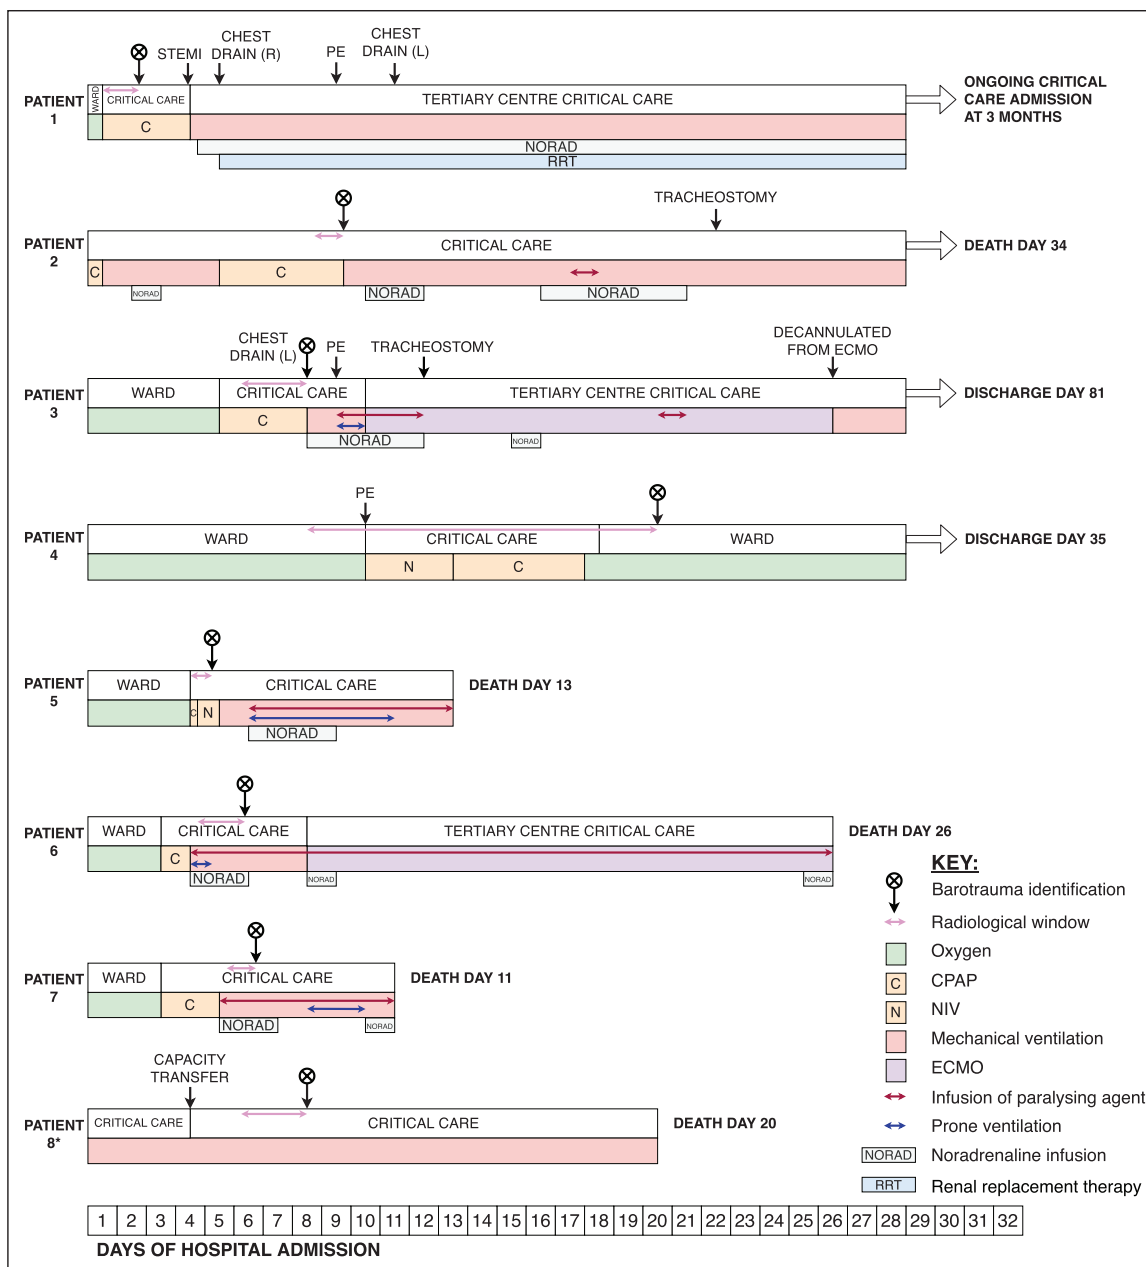 STEMI
CHEST
DRAIN (R)
PE
CHEST
DRAIN (L)
PATIENT
1
WARD
CRITICAL CARE
TERTIARY CENTRE CRITICAL CARE
ONGOING CRITICAL
CARE ADMISSION
AT 3 MONTHS
C
NORAD
RRT
TRACHEOSTOMY
PATIENT
2
CRITICAL CARE
DEATH DAY 34
C
C
NORAD
NORAD
NORAD
CHEST
DRAIN (L)
PE
TRACHEOSTOMY
DECANNULATED
FROM ECMO
PATIENT
3
WARD
CRITICAL CARE
TERTIARY CENTRE CRITICAL CARE
DISCHARGE DAY 81
C
NORAD
NORAD
PE
PATIENT
4
WARD
CRITICAL CARE
WARD
DISCHARGE DAY 35
N
C
PATIENT
5
WARD
CRITICAL CARE
DEATH DAY 13
C
N
NORAD
PATIENT
6
WARD
CRITICAL CARE
TERTIARY CENTRE CRITICAL CARE
DEATH DAY 26
C
NORAD
NORAD
NORAD
PATIENT
7
WARD
CRITICAL CARE
DEATH DAY 11
C
NORAD
NORAD
CAPACITY
TRANSFER
PATIENT
8*
CRITICAL CARE
CRITICAL CARE
DEATH DAY 20
KEY:
Barotrauma identification
Radiological window
Oxygen
C CPAP
N NIV
Mechanical ventilation
ECMO
Infusion of paralysing agent
Prone ventilation
NORAD Noradrenaline infusion
RRT Renal replacement therapy
1 2 3 4 5 6 7 8 9 10 11 12 13 14 15 16 17 18 19 20 21 22 23 24 25 26 27 28 29 30 31 32
DAYS OF HOSPITAL ADMISSION